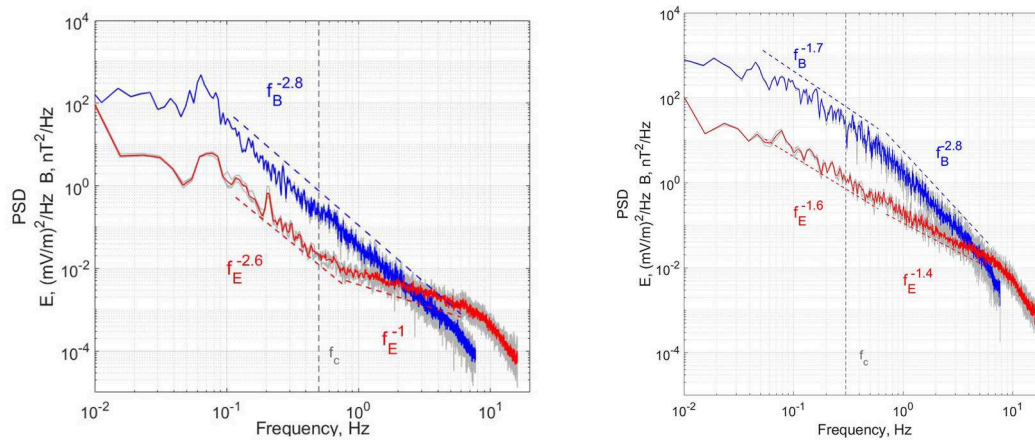 10^4
10^2
10^0
10^-2
10^-4
PSD
E, (mV/m)^2/Hz B, nT^2/Hz
f_B^-2.8
f_E^-2.6
f_E^-1
f_c
10^-2 10^-1 10^0 10^1
Frequency, Hz
10^4
10^2
10^0
10^-2
10^-4
PSD
E, (mV/m)^2/Hz B, nT^2/Hz
f_B^-1.7
f_B^2.8
f_E^-1.6
f_E^-1.4
f_c
10^-2 10^-1 10^0 10^1
Frequency, Hz